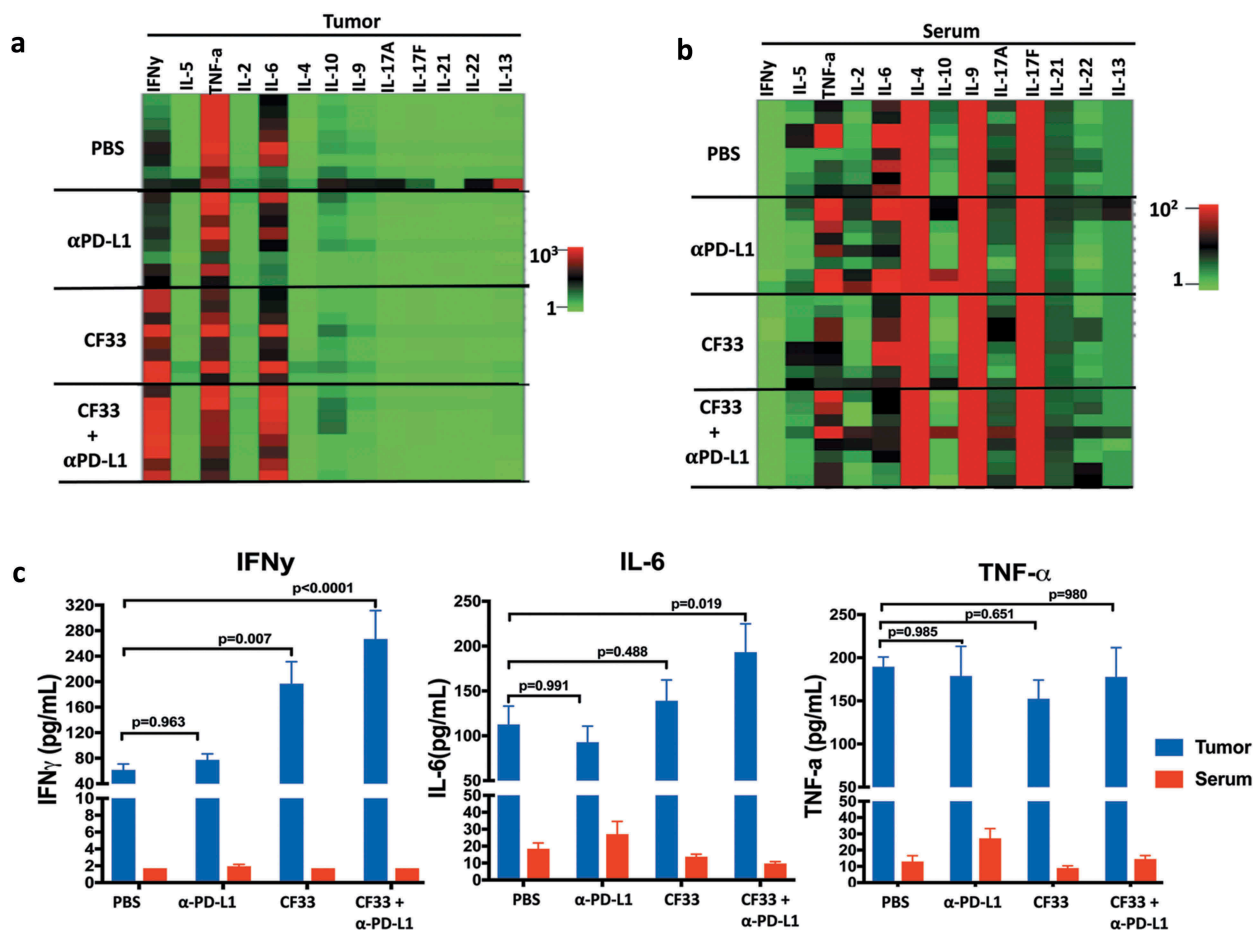 a
Tumor
IFNy IL-5 TNF-a IL-2 IL-6 IL-4 IL-10 IL-9 IL-17A IL-17F IL-21 IL-22 IL-13
PBS
αPD-L1
CF33
CF33
+
αPD-L1
10³
1
b
Serum
IFNy IL-5 TNF-a IL-2 IL-6 IL-4 IL-10 IL-9 IL-17A IL-17F IL-21 IL-22 IL-13
PBS
αPD-L1
CF33
CF33
+
αPD-L1
10²
1
c
IFNy
IFNγ (pg/mL)
320
280
240
200
160
120
80
40
14
12
10
8
6
4
2
0
p<0.0001
p=0.007
p=0.963
PBS α-PD-L1 CF33 CF33 +
α-PD-L1
IL-6
IL-6(pg/mL)
250
200
150
100
50
50
40
30
20
10
0
p=0.019
p=0.488
p=0.991
PBS α-PD-L1 CF33 CF33 +
α-PD-L1
TNF-α
TNF-a (pg/mL)
250
200
150
100
50
40
30
20
10
0
p=980
p=0.651
p=0.985
PBS α-PD-L1 CF33 CF33 +
α-PD-L1
Tumor
Serum